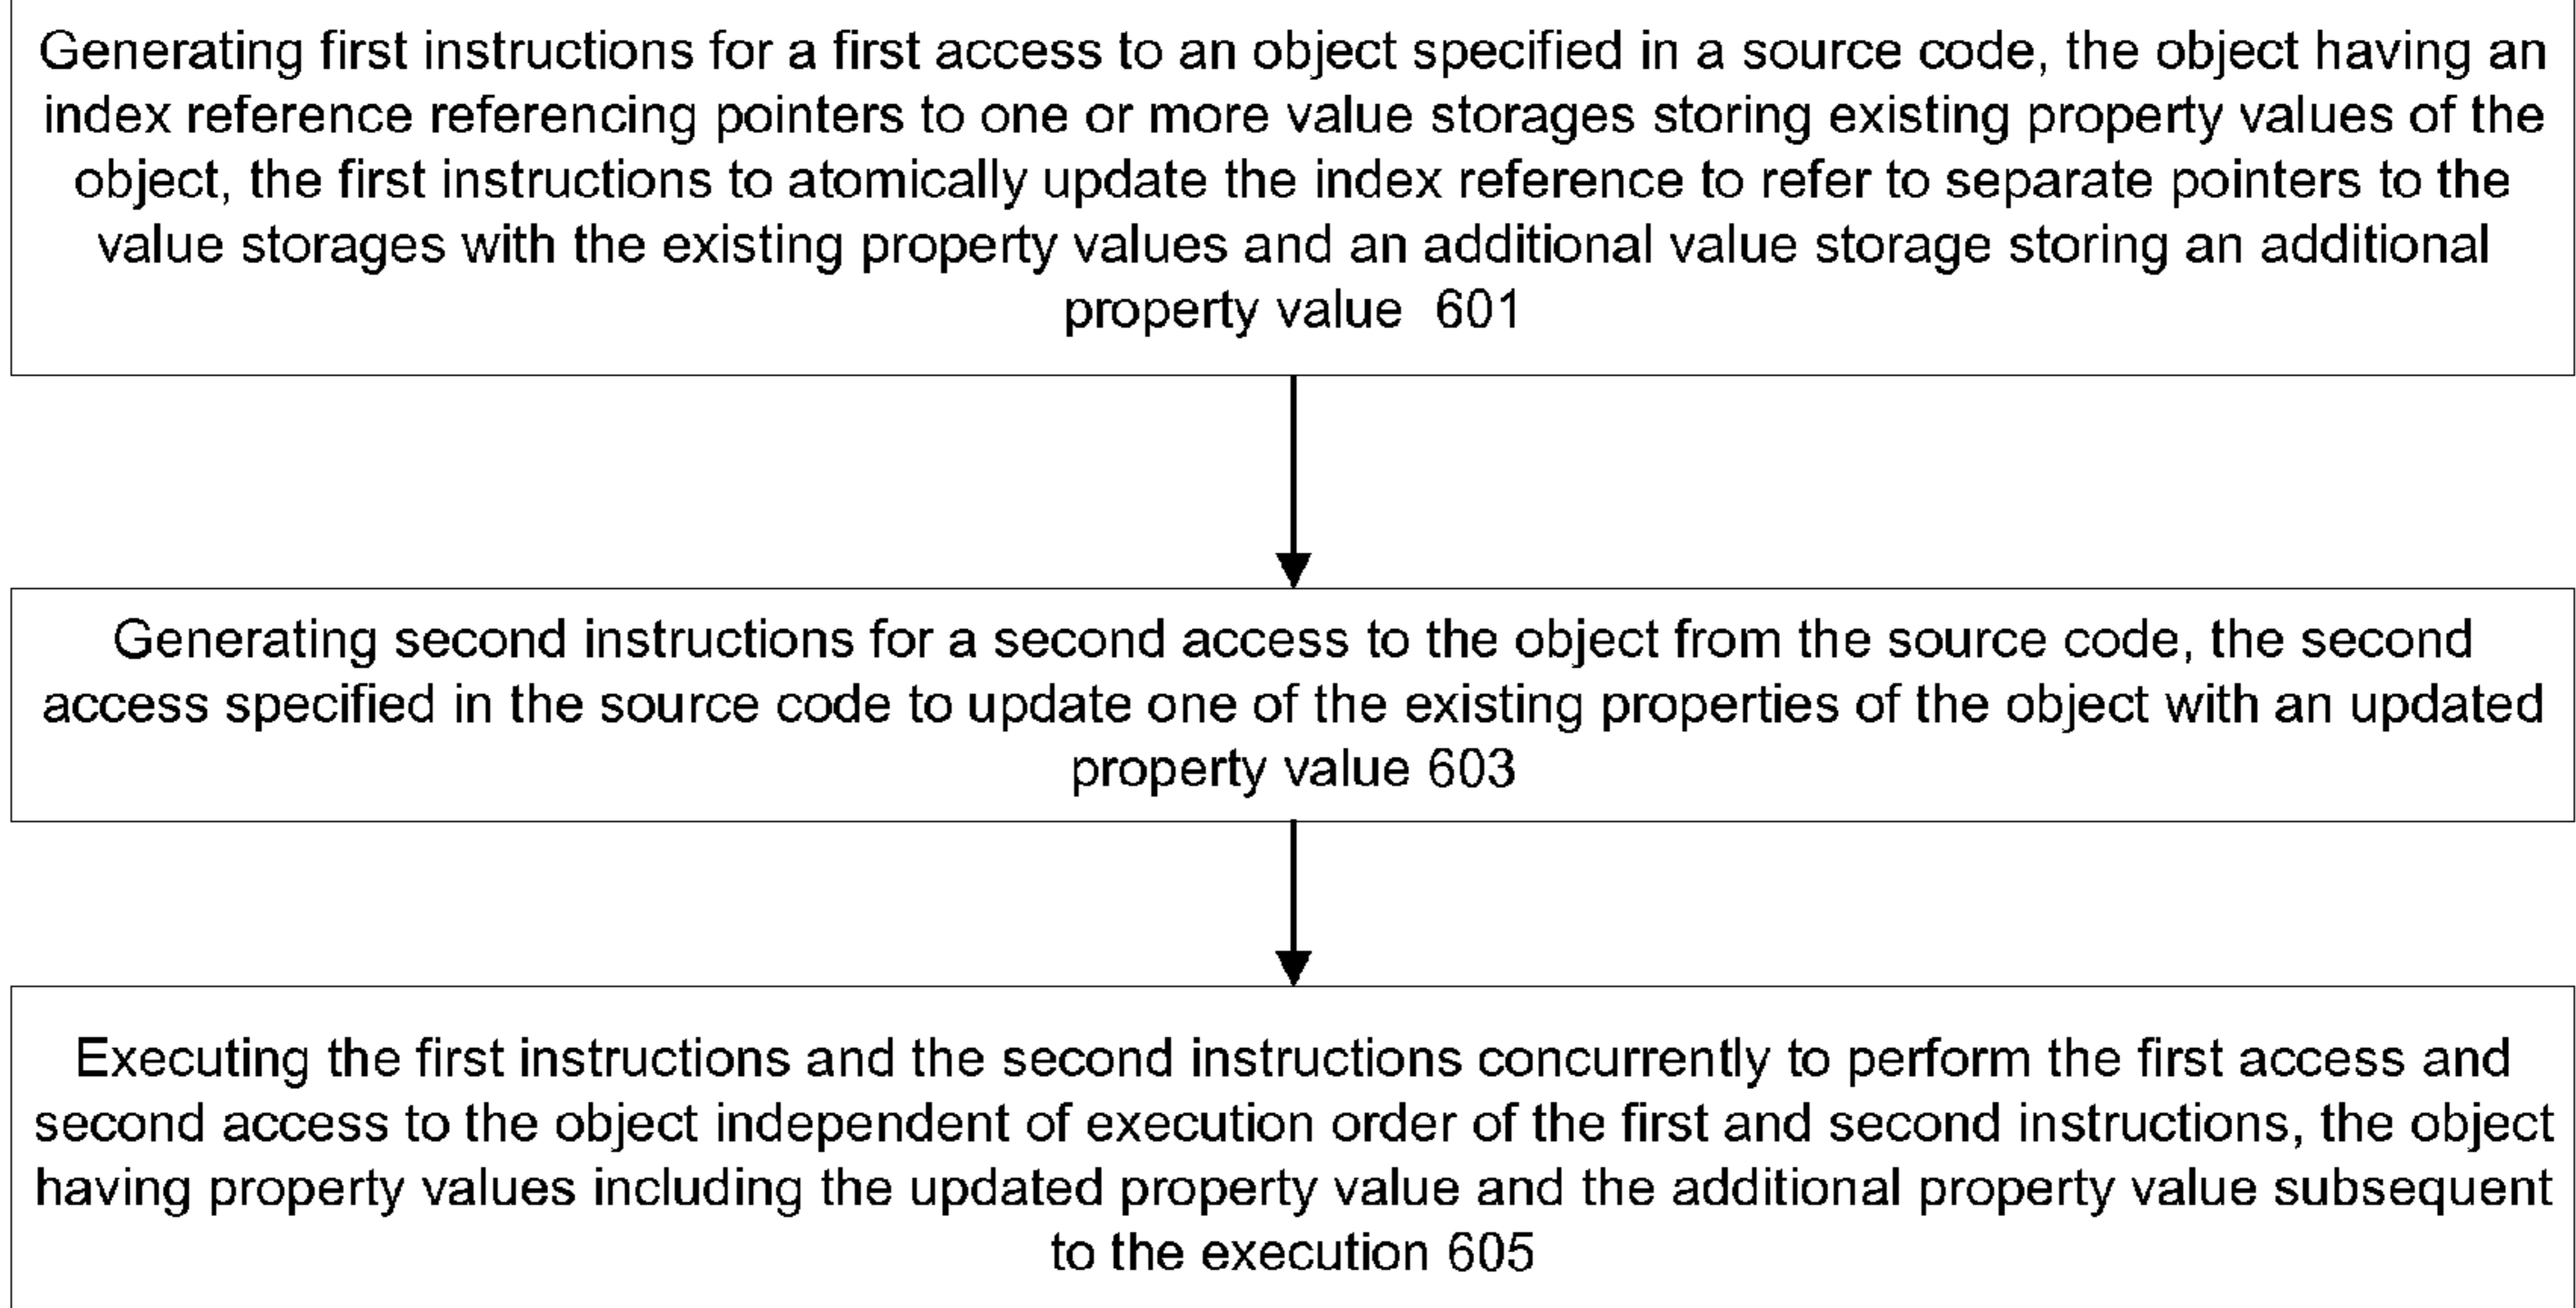 Generating first instructions for a first access to an object specified in a source code, the object having an
index reference referencing pointers to one or more value storages storing existing property values of the
object, the first instructions to atomically update the index reference to refer to separate pointers to the
value storages with the existing property values and an additional value storage storing an additional
property value 601
Generating second instructions for a second access to the object from the source code, the second
access specified in the source code to update one of the existing properties of the object with an updated
property value 603
Executing the first instructions and the second instructions concurrently to perform the first access and
second access to the object independent of execution order of the first and second instructions, the object
having property values including the updated property value and the additional property value subsequent
to the execution 605